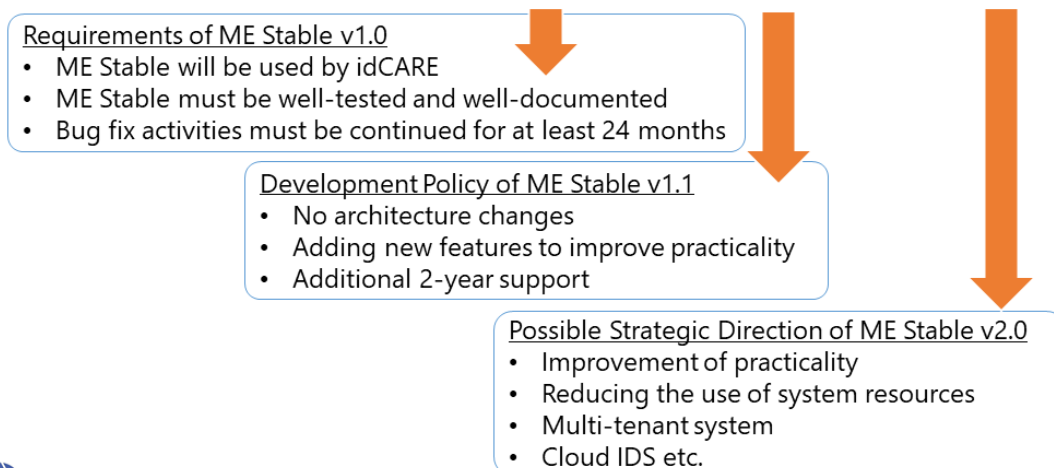 Requirements of ME Stable v1.0
• ME Stable will be used by idCARE
• ME Stable must be well-tested and well-documented
• Bug fix activities must be continued for at least 24 months
Development Policy of ME Stable v1.1
• No architecture changes
• Adding new features to improve practicality
• Additional 2-year support
Possible Strategic Direction of ME Stable v2.0
• Improvement of practicality
• Reducing the use of system resources
• Multi-tenant system
• Cloud IDS etc.